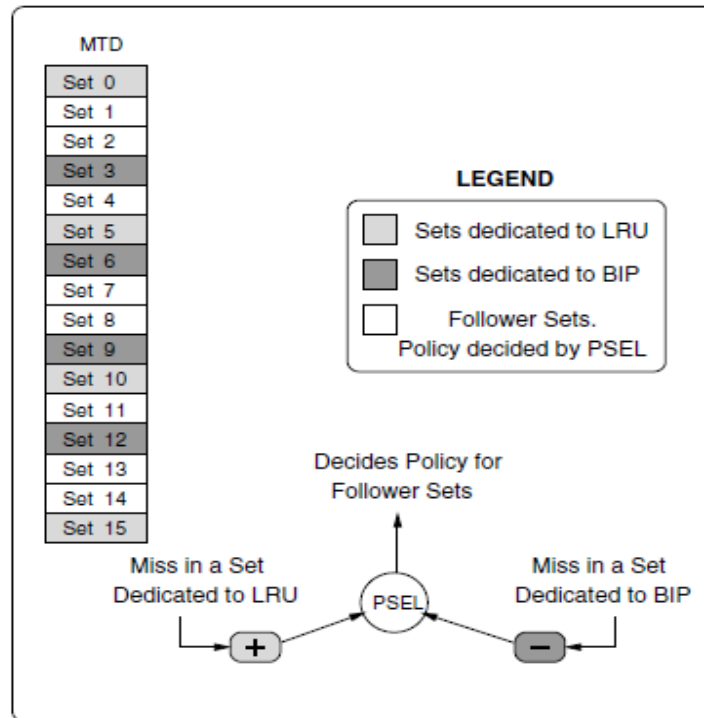 MTD
Set 0
Set 1
Set 2
Set 3
Set 4
Set 5
Set 6
Set 7
Set 8
Set 9
Set 10
Set 11
Set 12
Set 13
Set 14
Set 15
LEGEND
Sets dedicated to LRU
Sets dedicated to BIP
Follower Sets.
Policy decided by PSEL
Decides Policy for
Follower Sets
Miss in a Set
Dedicated to LRU
PSEL
Miss in a Set
Dedicated to BIP
+
−